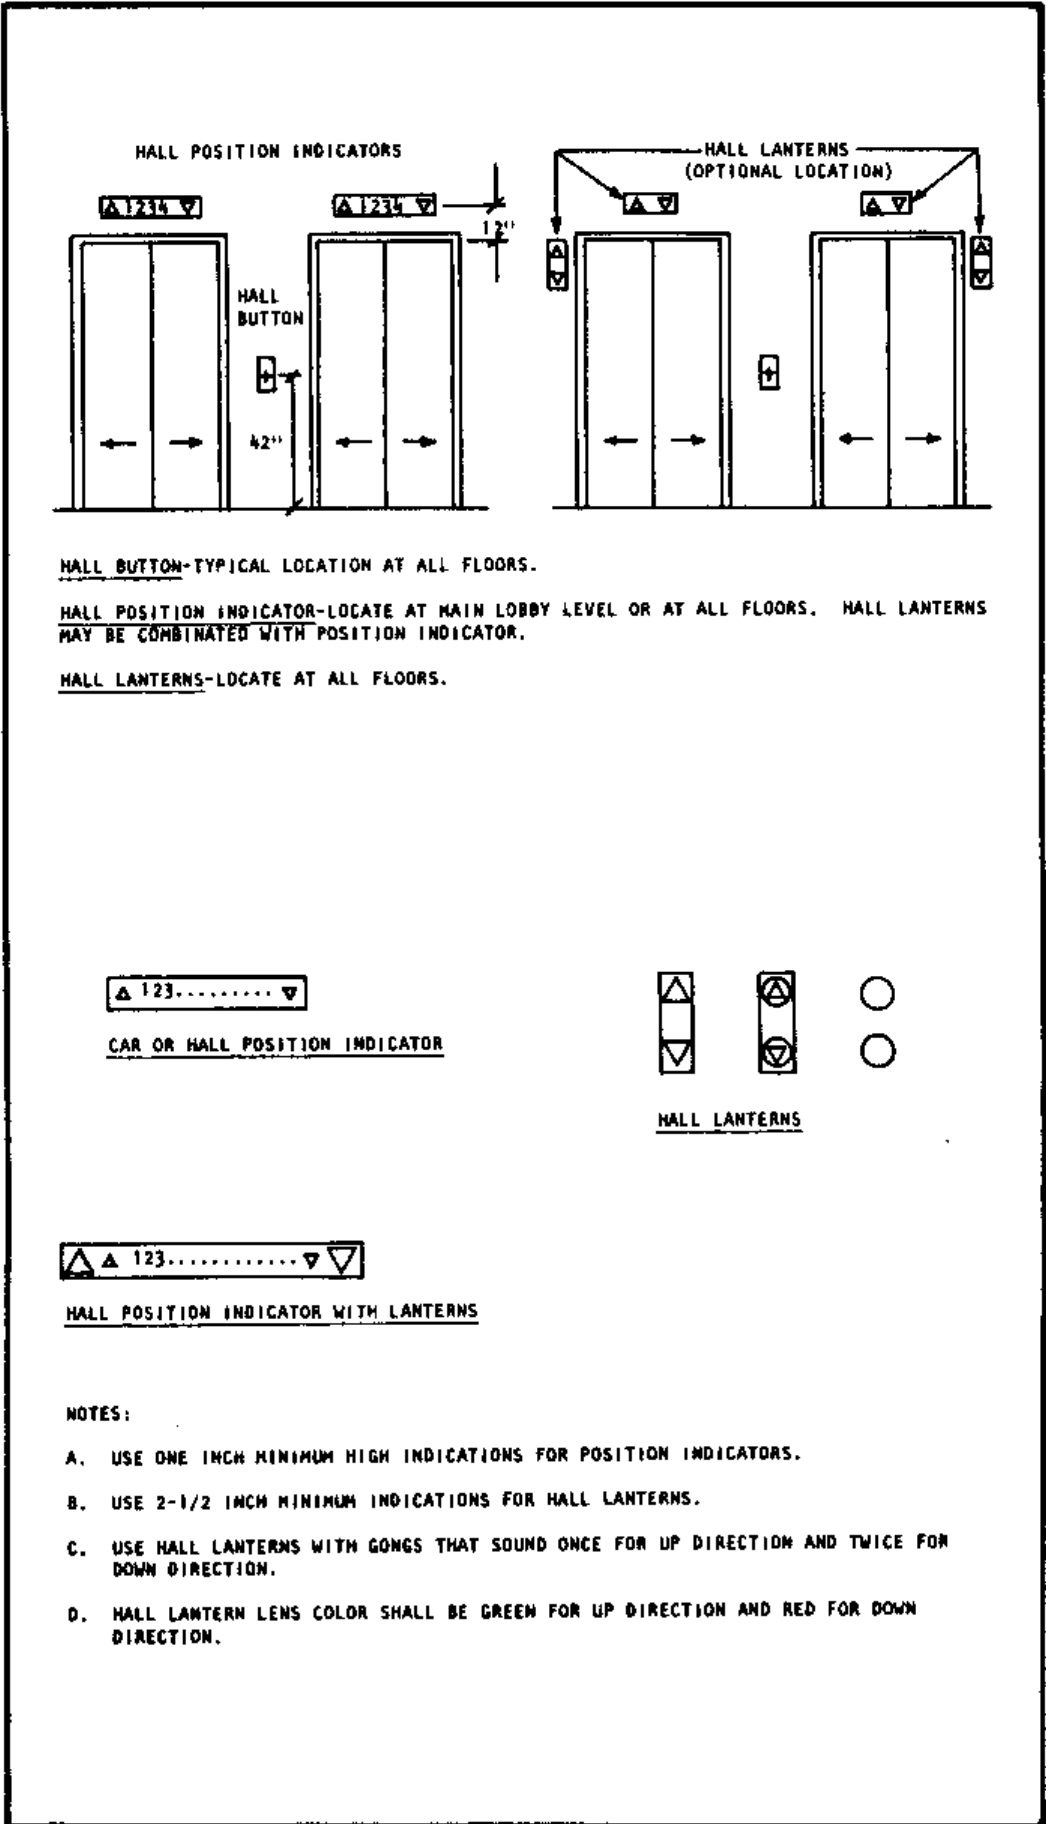 HALL POSITION INDICATORS
HALL LANTERNS
(OPTIONAL LOCATION)
1234
1234
12"
HALL
BUTTON
42"
HALL BUTTON-TYPICAL LOCATION AT ALL FLOORS.
HALL POSITION INDICATOR-LOCATE AT MAIN LOBBY LEVEL OR AT ALL FLOORS. HALL LANTERNS
MAY BE COMBINATED WITH POSITION INDICATOR.
HALL LANTERNS-LOCATE AT ALL FLOORS.
123.........
CAR OR HALL POSITION INDICATOR
HALL LANTERNS
123............
HALL POSITION INDICATOR WITH LANTERNS
NOTES:
A. USE ONE INCH MINIMUM HIGH INDICATIONS FOR POSITION INDICATORS.
B. USE 2-1/2 INCH MINIMUM INDICATIONS FOR HALL LANTERNS.
C. USE HALL LANTERNS WITH GONGS THAT SOUND ONCE FOR UP DIRECTION AND TWICE FOR
DOWN DIRECTION.
D. HALL LANTERN LENS COLOR SHALL BE GREEN FOR UP DIRECTION AND RED FOR DOWN
DIRECTION.